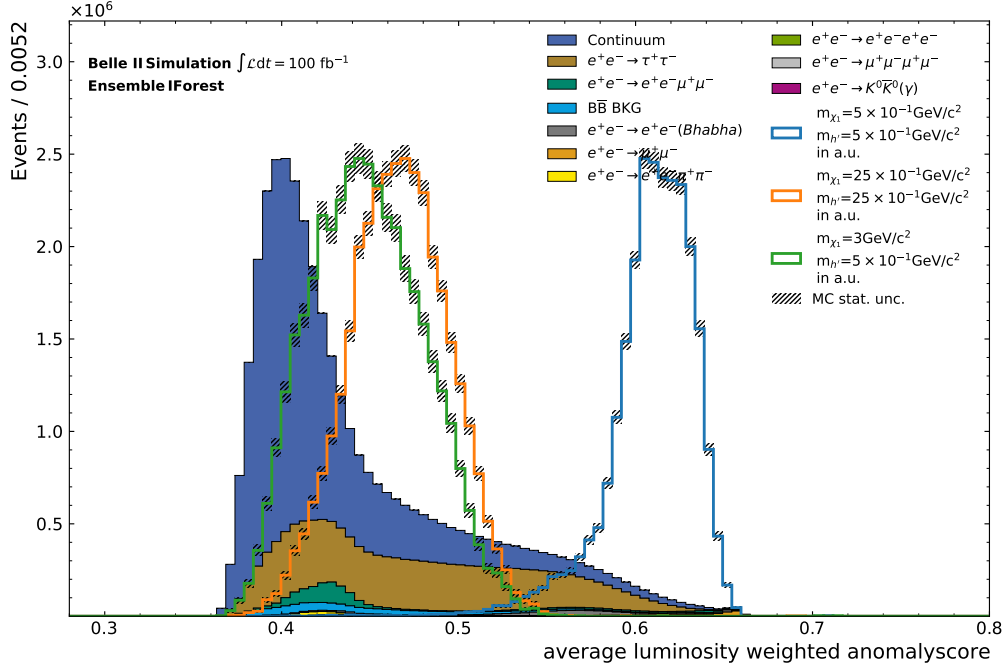 ×10⁶
Events / 0.0052
3.0
2.5
2.0
1.5
1.0
0.5
Belle II Simulation ∫ℒdt = 100 fb⁻¹
Ensemble IForest
Continuum
e⁺e⁻ → τ⁺τ⁻
e⁺e⁻ → e⁺e⁻μ⁺μ⁻
BB̅ BKG
e⁺e⁻ → e⁺e⁻(Bhabha)
e⁺e⁻ → μ⁺μ⁻
e⁺e⁻ → e⁺e⁻π⁺π⁻
e⁺e⁻ → e⁺e⁻e⁺e⁻
e⁺e⁻ → μ⁺μ⁻μ⁺μ⁻
e⁺e⁻ → K⁰K̅⁰(γ)
m_χ₁=5 × 10⁻¹GeV/c²
m_h′=5 × 10⁻¹GeV/c²
in a.u.
m_χ₁=25 × 10⁻¹GeV/c²
m_h′=25 × 10⁻¹GeV/c²
in a.u.
m_χ₁=3GeV/c²
m_h′=5 × 10⁻¹GeV/c²
in a.u.
MC stat. unc.
0.3 0.4 0.5 0.6 0.7 0.8
average luminosity weighted anomalyscore